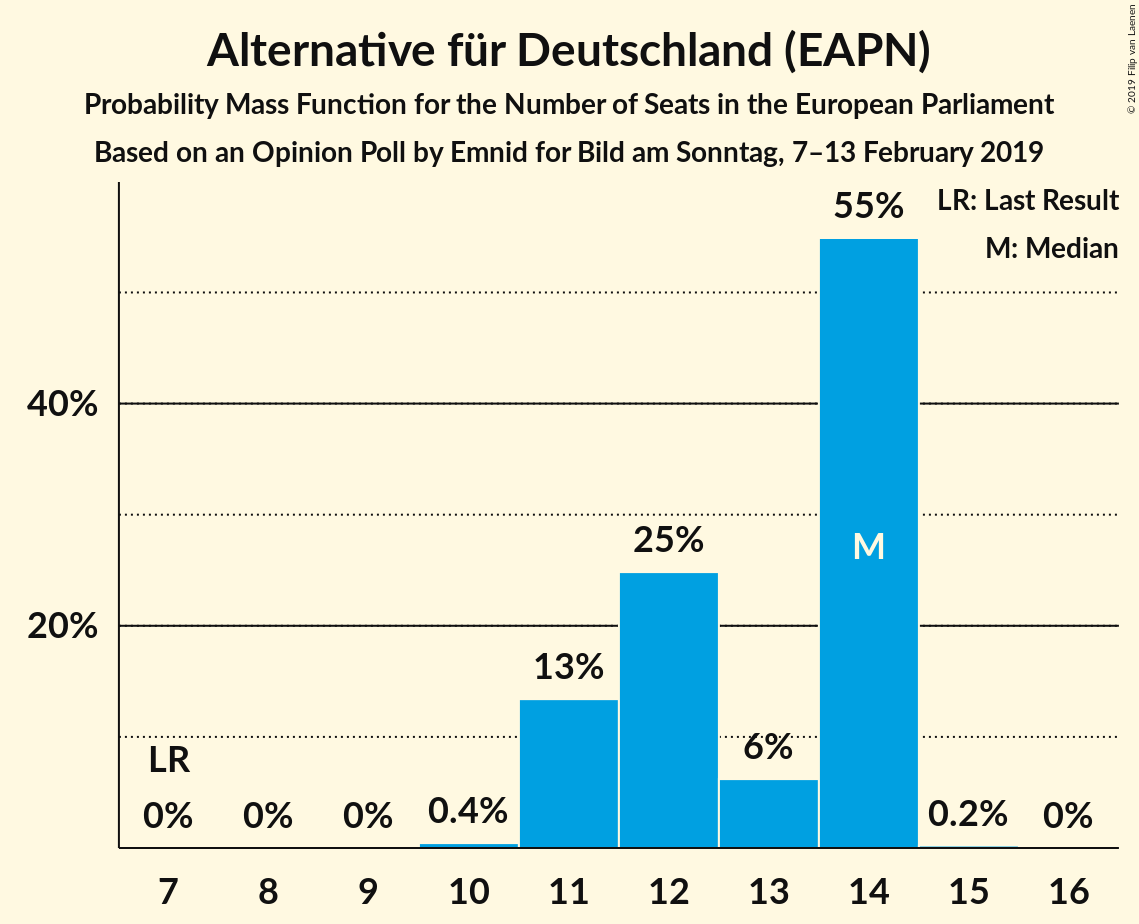 Alternative für Deutschland (EAPN)
Probability Mass Function for the Number of Seats in the European Parliament
Based on an Opinion Poll by Emnid for Bild am Sonntag, 7–13 February 2019
© 2019 Filip van Laenen
LR: Last Result
M: Median
55%
40%
M
25%
20%
13%
6%
LR
0%
0%
0%
0.4%
0.2%
0%
7 8 9 10 11 12 13 14 15 16